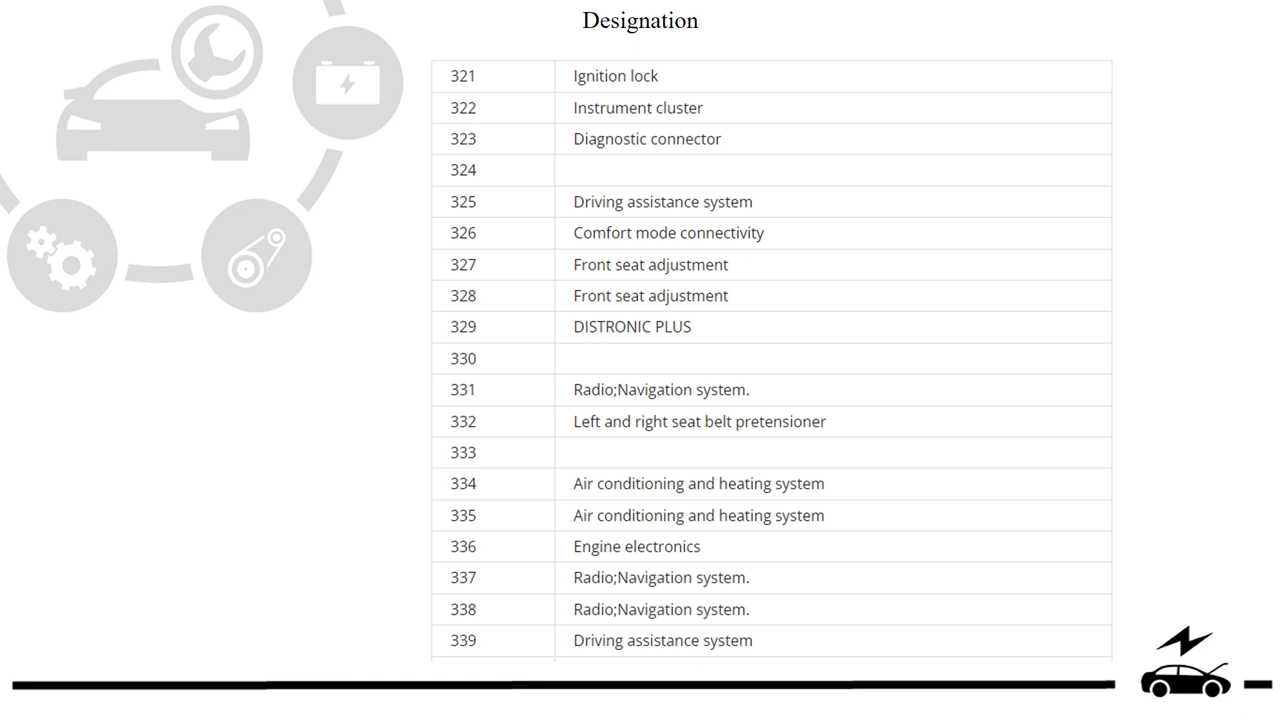 Designation
321 Ignition lock
322 Instrument cluster
323 Diagnostic connector
324
325 Driving assistance system
326 Comfort mode connectivity
327 Front seat adjustment
328 Front seat adjustment
329 DISTRONIC PLUS
330
331 Radio;Navigation system.
332 Left and right seat belt pretensioner
333
334 Air conditioning and heating system
335 Air conditioning and heating system
336 Engine electronics
337 Radio;Navigation system.
338 Radio;Navigation system.
339 Driving assistance system